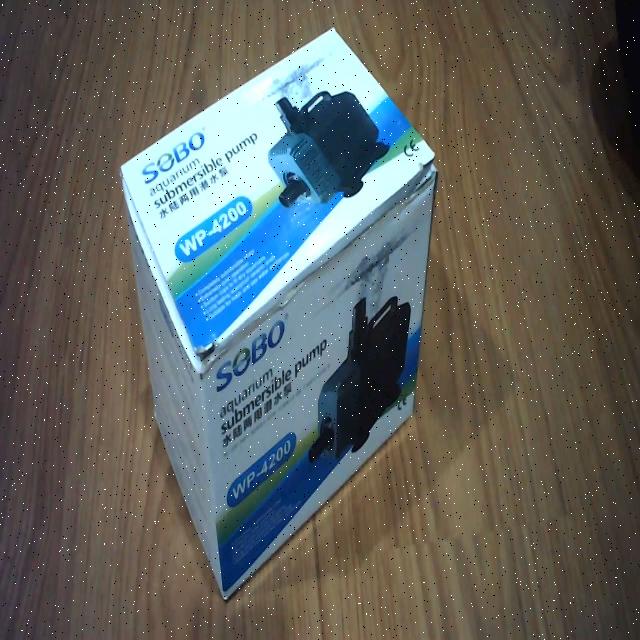 SOBO
aquarium
submersible pump
水陆两用潜水泵
WP-4200
CE
SOBO
aquarium
submersible pump
水陆两用潜水泵
WP-4200
CE